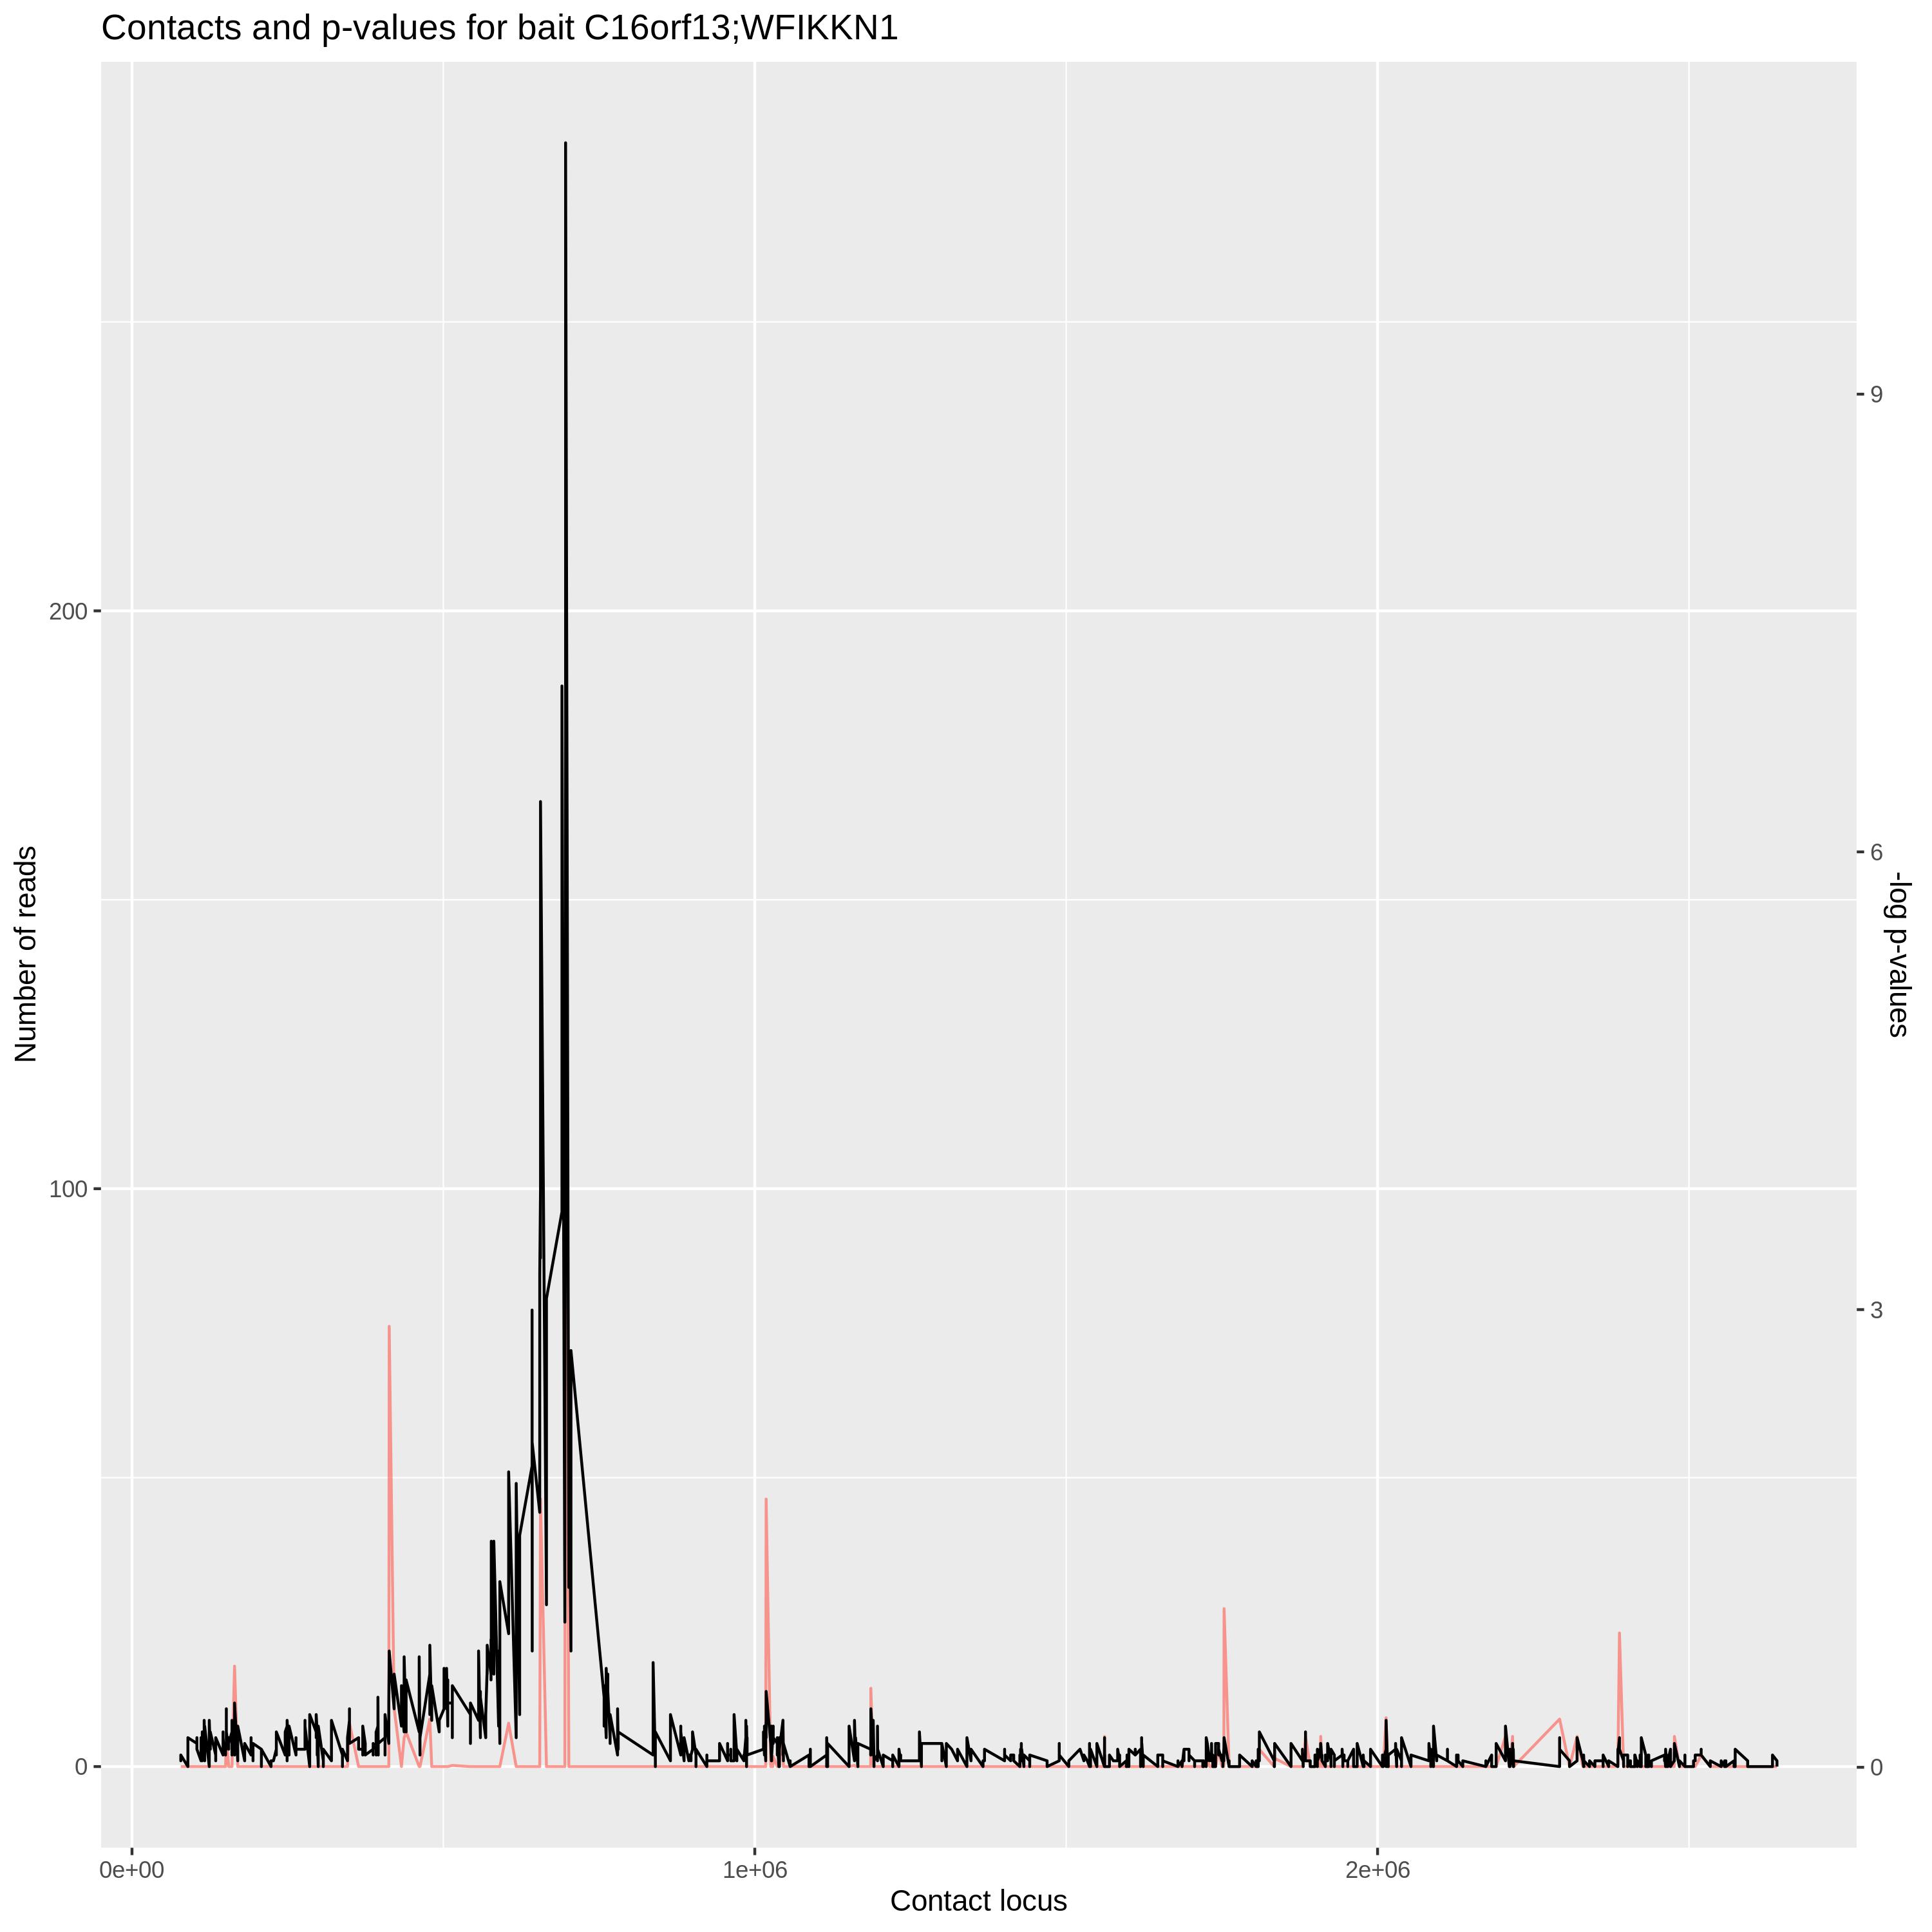 Contacts and p-values for bait C16orf13;WFIKKN1
Number of reads
200
100
0
9
6
3
0
-log p-values
0e+00
1e+06
2e+06
Contact locus